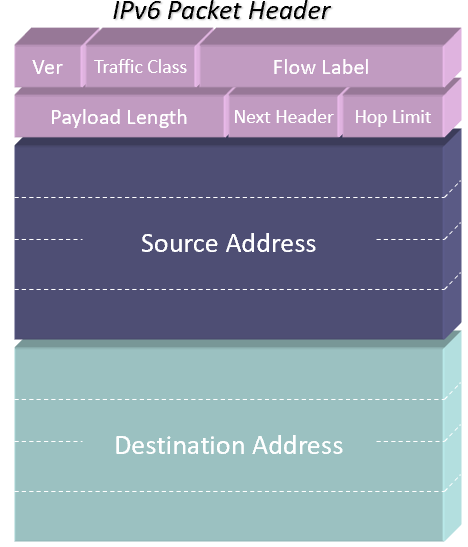 IPv6 Packet Header
Ver Traffic Class Flow Label
Payload Length Next Header Hop Limit
Source Address
Destination Address